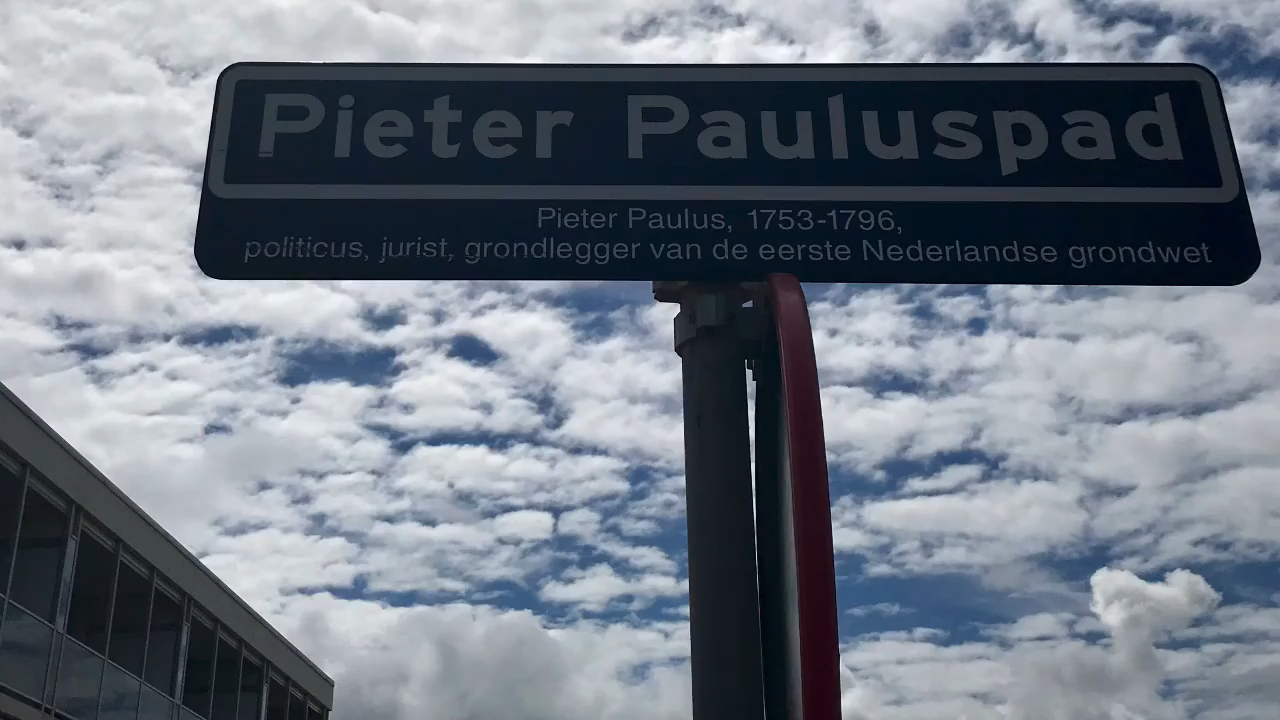 Pieter Pauluspad
Pieter Paulus, 1753-1796,
politicus, jurist, grondlegger van de eerste Nederlandse grondwet